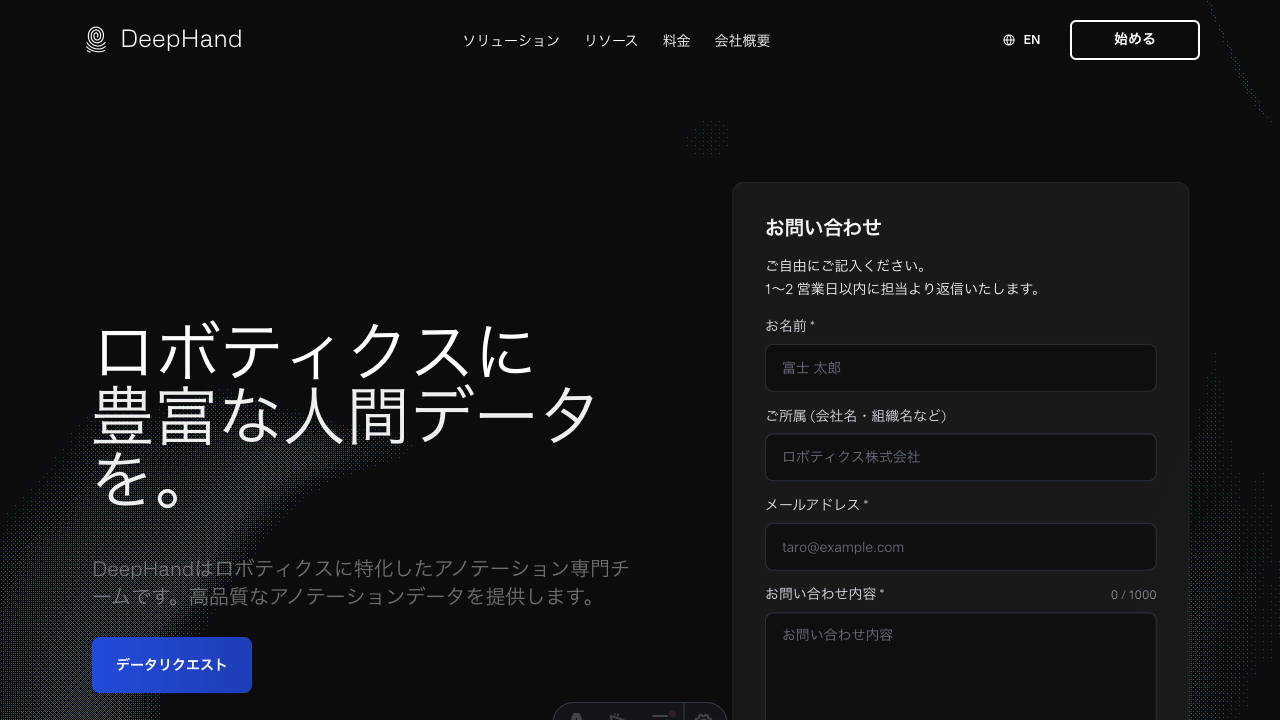 DeepHand
ソリューション
リソース
料金
会社概要
EN
始める
ロボティクスに
豊富な人間データ
を。
DeepHandはロボティクスに特化したアノテーション専門チ
ームです。高品質なアノテーションデータを提供します。
データリクエスト
お問い合わせ
ご自由にご記入ください。
1〜2 営業日以内に担当より返信いたします。
お名前 *
富士 太郎
ご所属 (会社名・組織名など)
ロボティクス株式会社
メールアドレス *
taro@example.com
お問い合わせ内容 *
0 / 1000
お問い合わせ内容